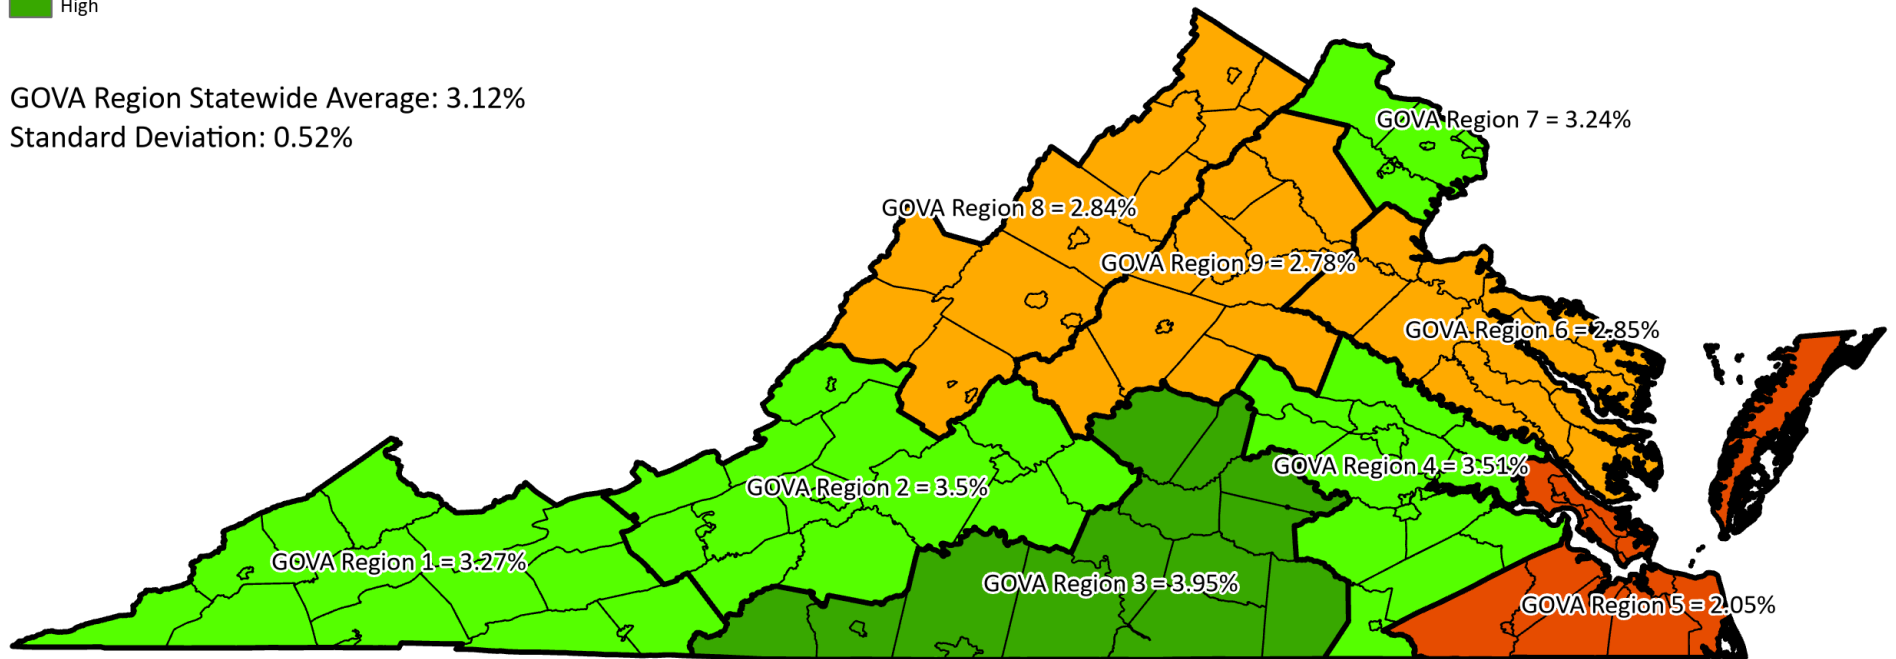 High
GOVA Region Statewide Average: 3.12%
Standard Deviation: 0.52%
GOVA Region 7 = 3.24%
GOVA Region 8 = 2.84%
GOVA Region 9 = 2.78%
GOVA Region 6 = 2.85%
GOVA Region 4 = 3.51%
GOVA Region 2 = 3.5%
GOVA Region 1 = 3.27%
GOVA Region 3 = 3.95%
GOVA Region 5 = 2.05%